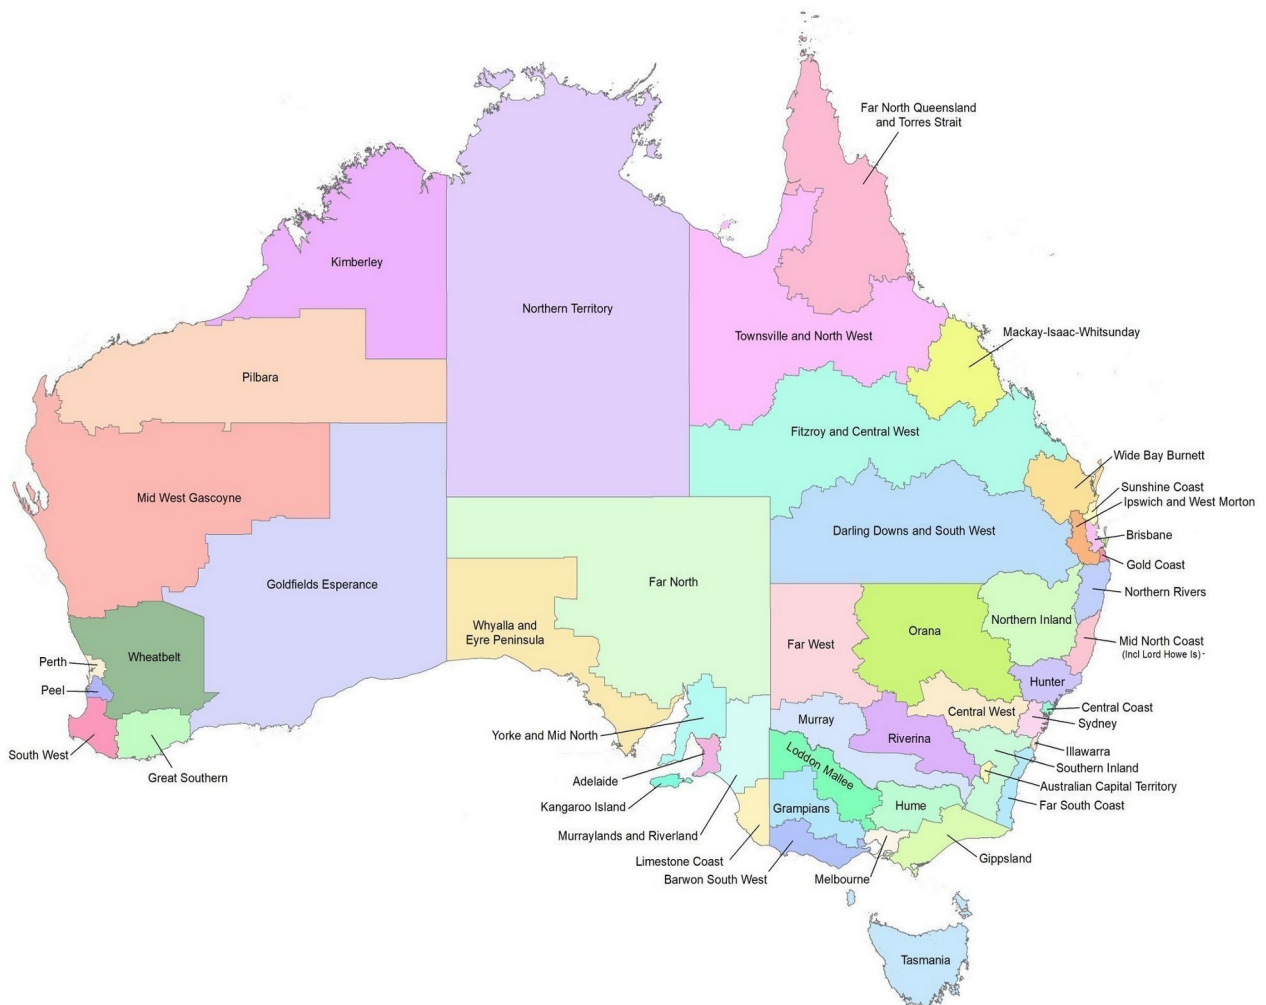 Far North Queensland
and Torres Strait
Kimberley
Northern Territory
Townsville and North West
Mackay-Isaac-Whitsunday
Pilbara
Fitzroy and Central West
Wide Bay Burnett
Sunshine Coast
Ipswich and West Morton
Mid West Gascoyne
Darling Downs and South West
Brisbane
Gold Coast
Goldfields Esperance
Far North
Northern Rivers
Whyalla and
Eyre Peninsula
Far West
Orana
Northern Inland
Mid North Coast
(Incl Lord Howe Is)
Perth
Wheatbelt
Peel
Hunter
Central West
Central Coast
Sydney
Murray
Riverina
Yorke and Mid North
South West
Great Southern
Illawarra
Southern Inland
Loddon Mallee
Adelaide
Australian Capital Territory
Kangaroo Island
Grampians
Hume
Far South Coast
Murraylands and Riverland
Limestone Coast
Gippsland
Barwon South West
Melbourne
Tasmania